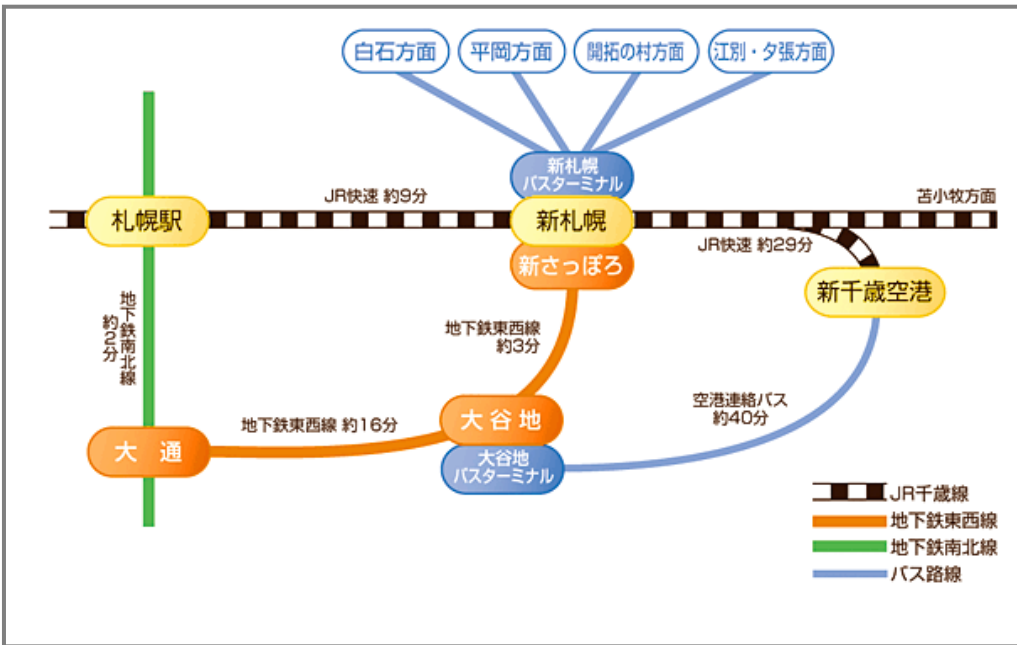 白石方面
平岡方面
開拓の村方面
江別・夕張方面
新札幌
バスターミナル
JR快速 約9分
苫小牧方面
札幌駅
新札幌
JR快速 約29分
新さっぽろ
新千歳空港
地下鉄南北線
約2分
地下鉄東西線
約3分
空港連絡バス
約40分
地下鉄東西線 約16分
大谷地
大通
大谷地
バスターミナル
JR千歳線
地下鉄東西線
地下鉄南北線
バス路線